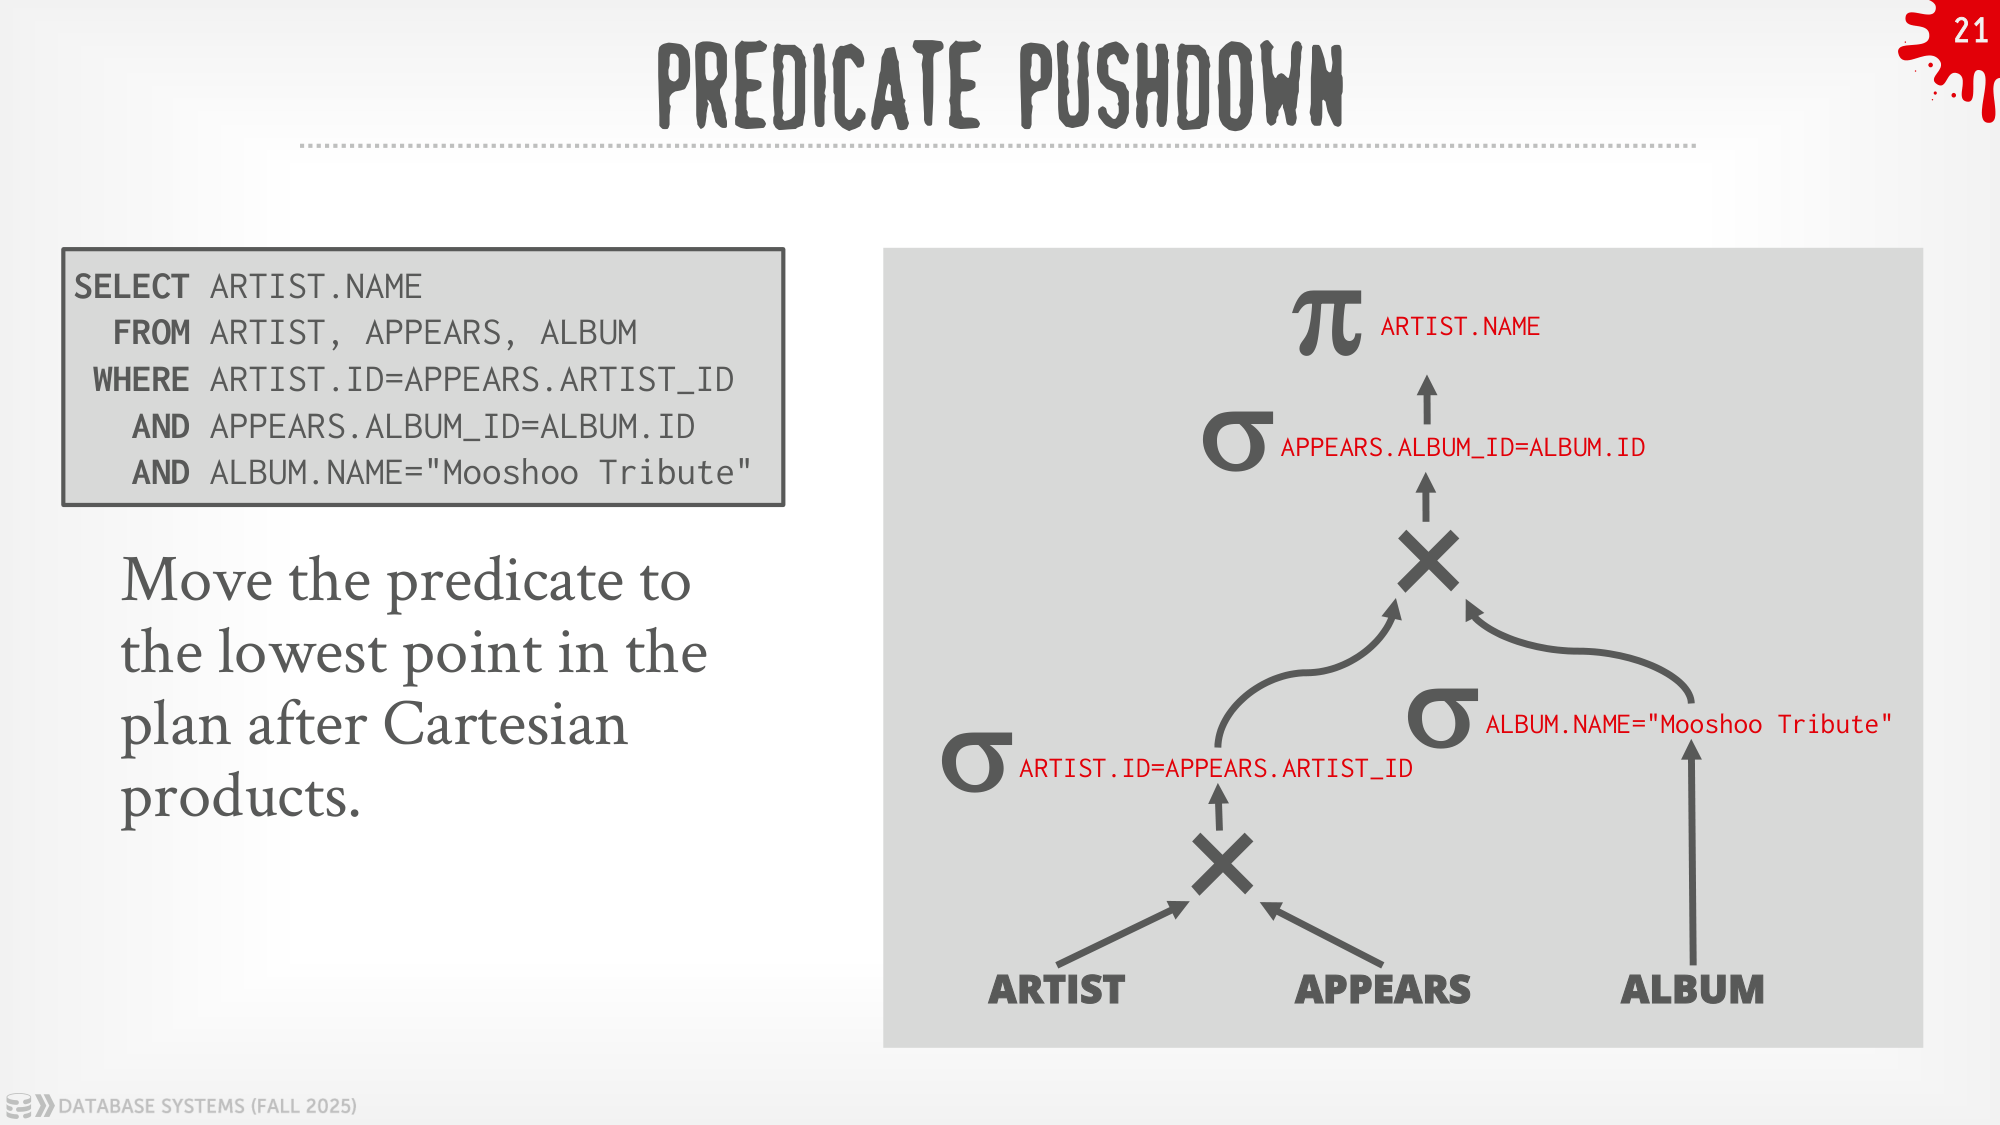 21
PREDICATE PUSHDOWN
SELECT ARTIST.NAME
FROM ARTIST, APPEARS, ALBUM
WHERE ARTIST.ID=APPEARS.ARTIST_ID
AND APPEARS.ALBUM_ID=ALBUM.ID
AND ALBUM.NAME="Mooshoo Tribute"
Move the predicate to
the lowest point in the
plan after Cartesian
products.
π ARTIST.NAME
σ APPEARS.ALBUM_ID=ALBUM.ID
×
σ ALBUM.NAME="Mooshoo Tribute"
σ ARTIST.ID=APPEARS.ARTIST_ID
×
ARTIST APPEARS ALBUM
DATABASE SYSTEMS (FALL 2025)